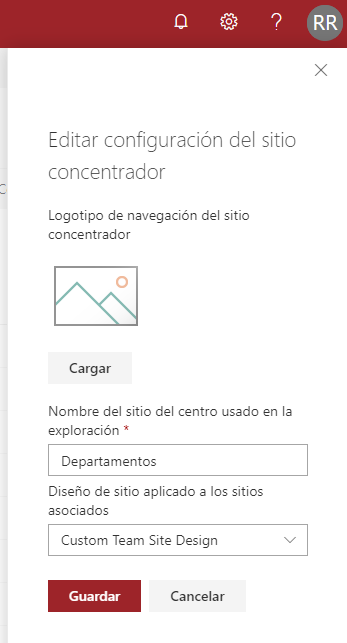 RR
Editar configuración del sitio
concentrador
Logotipo de navegación del sitio
concentrador
Cargar
Nombre del sitio del centro usado en la
exploración *
Departamentos
Diseño de sitio aplicado a los sitios
asociados
Custom Team Site Design
Guardar
Cancelar